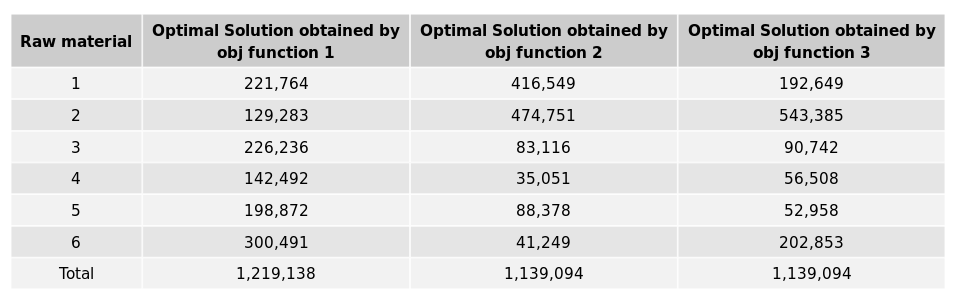 Raw material Optimal Solution obtained by obj function 1 Optimal Solution obtained by obj function 2 Optimal Solution obtained by obj function 3
1 221,764 416,549 192,649
2 129,283 474,751 543,385
3 226,236 83,116 90,742
4 142,492 35,051 56,508
5 198,872 88,378 52,958
6 300,491 41,249 202,853
Total 1,219,138 1,139,094 1,139,094